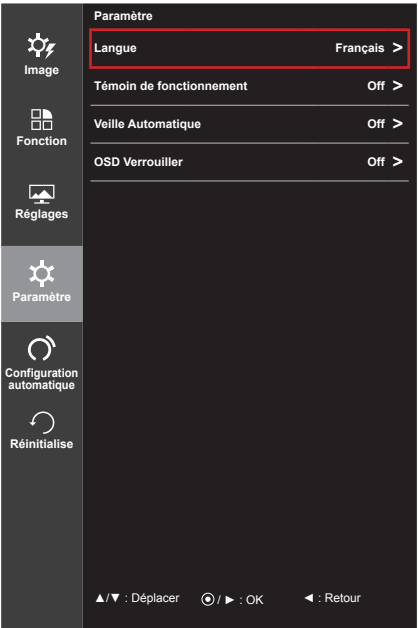 Image
Fonction
Réglages
Paramètre
Configuration
automatique
Réinitialise
Paramètre
Langue Français >
Témoin de fonctionnement Off >
Veille Automatique Off >
OSD Verrouiller Off >
▲/▼ : Déplacer ⦿ / ► : OK ◄ : Retour